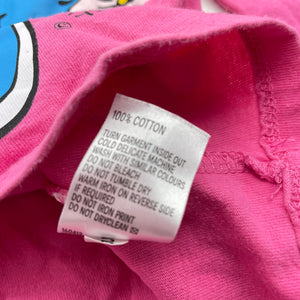 100% COTTON
TURN GARMENT INSIDE OUT
COLD DELICATE MACHINE
WASH WITH SIMILAR COLOURS
DO NOT BLEACH
DO NOT TUMBLE DRY
WARM IRON ON REVERSE SIDE
IF REQUIRED
DO NOT IRON PRINT
DO NOT DRYCLEAN